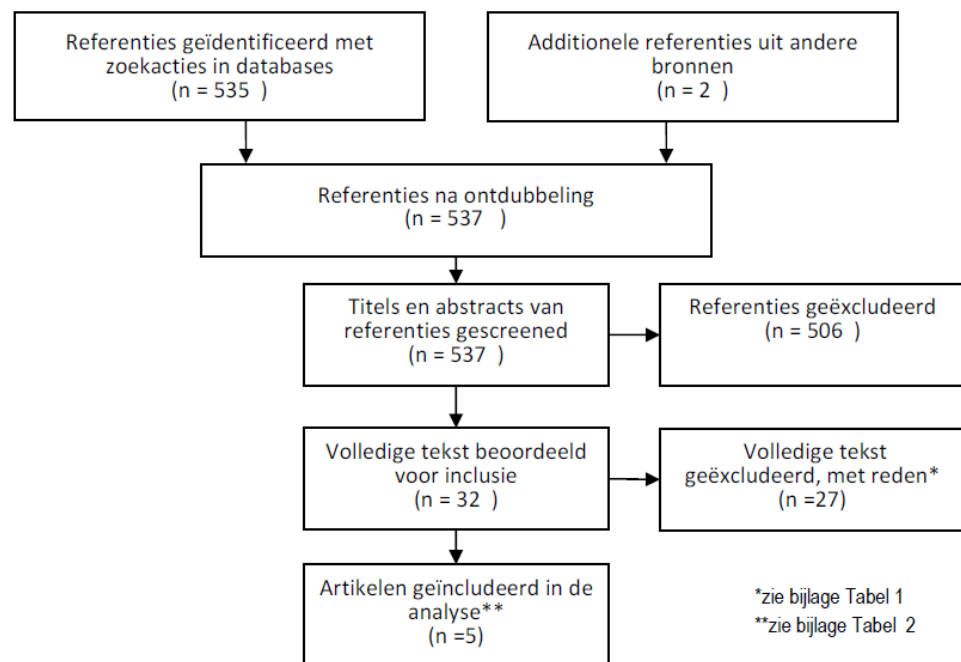 Referenties geïdentificeerd met
zoekacties in databases
(n = 535  )
Additionele referenties uit andere
bronnen
(n = 2  )
Referenties na ontdubbeling
(n = 537   )
Titels en abstracts van
referenties gescreened
(n = 537  )
Referenties geëxcludeerd
(n = 506  )
Volledige tekst beoordeeld
voor inclusie
(n = 32  )
Volledige tekst
geëxcludeerd, met reden*
(n =27)
Artikelen geïncludeerd in de
analyse**
(n =5)
*zie bijlage Tabel 1
**zie bijlage Tabel  2